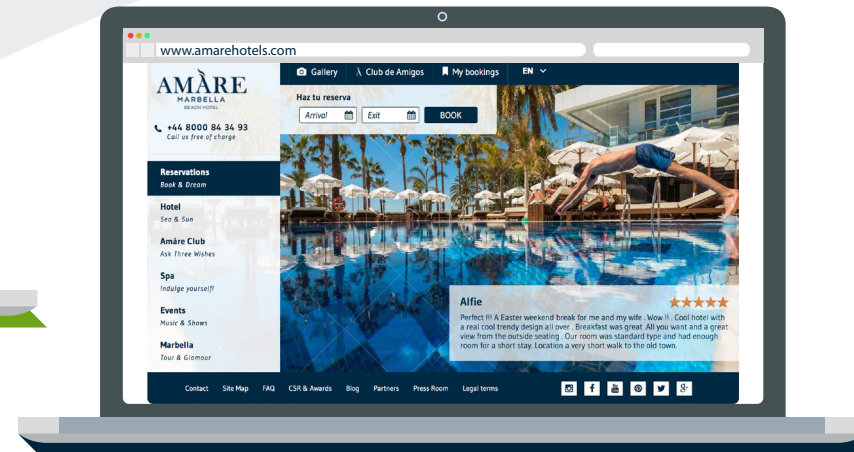 www.amarehotels.com
AMÀRE
MARBELLA
BEACH HOTEL
+44 8000 84 34 93
Call us free of charge
Gallery
Club de Amigos
My bookings
EN
Haz tu reserva
Arrival
Exit
BOOK
Reservations
Book & Dream
Hotel
Sea & Sun
Amàre Club
Ask Three Wishes
Spa
Indulge yourself!
Events
Music & Shows
Marbella
Tour & Glamour
Alfie
Perfect !!! A Easter weekend break for me and my wife . Wow !! . Cool hotel with
a real cool trendy design all over . Breakfast was great .All you want and a great
view from the outside seating . Our room was standard type and had enough
room for a short stay. Location a very short walk to the old town.
Contact
Site Map
FAQ
CSR & Awards
Blog
Partners
Press Room
Legal terms